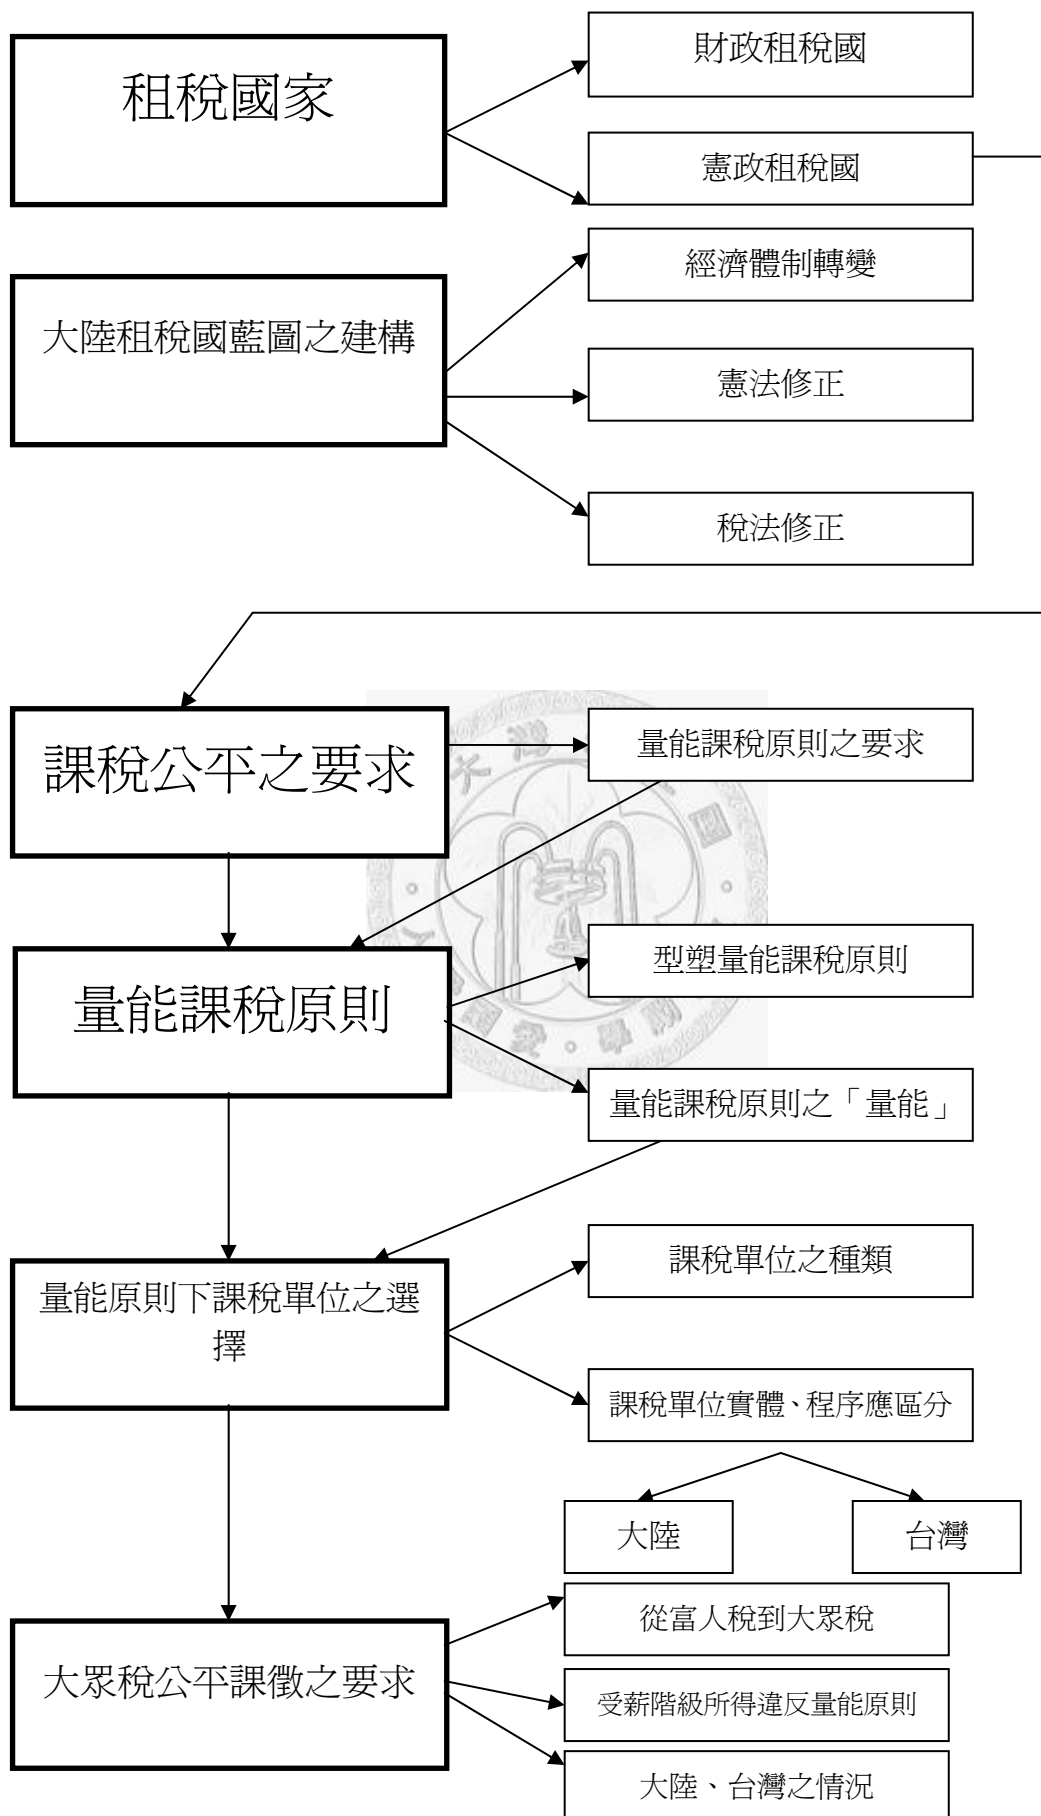 租稅國家
財政租稅國
憲政租稅國
大陸租稅國藍圖之建構
經濟體制轉變
憲法修正
稅法修正
課稅公平之要求
量能課稅原則之要求
量能課稅原則
型塑量能課稅原則
量能課稅原則之「量能」
量能原則下課稅單位之選
擇
課稅單位之種類
課稅單位實體、程序應區分
大陸
台灣
大眾稅公平課徵之要求
從富人稅到大眾稅
受薪階級所得違反量能原則
大陸、台灣之情況